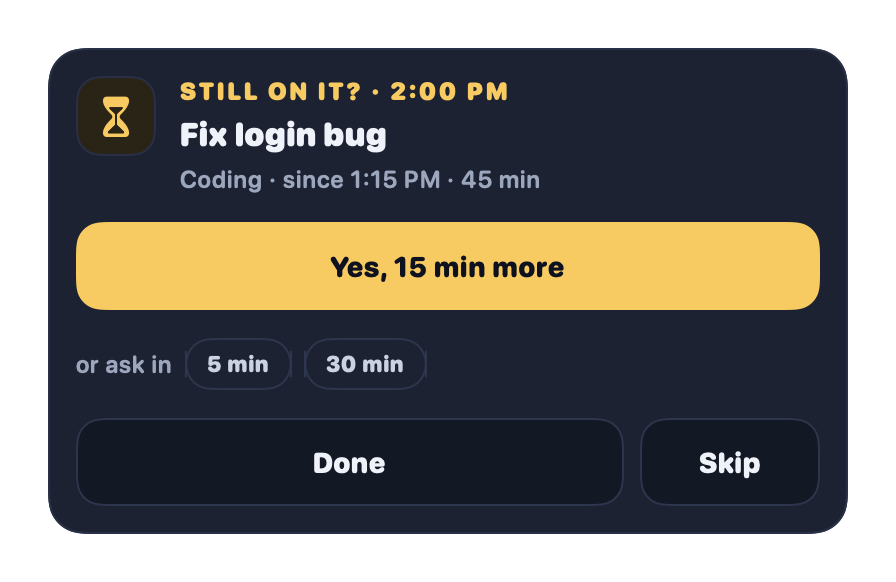 STILL ON IT? · 2:00 PM
Fix login bug
Coding · since 1:15 PM · 45 min
Yes, 15 min more
or ask in 5 min 30 min
Done Skip